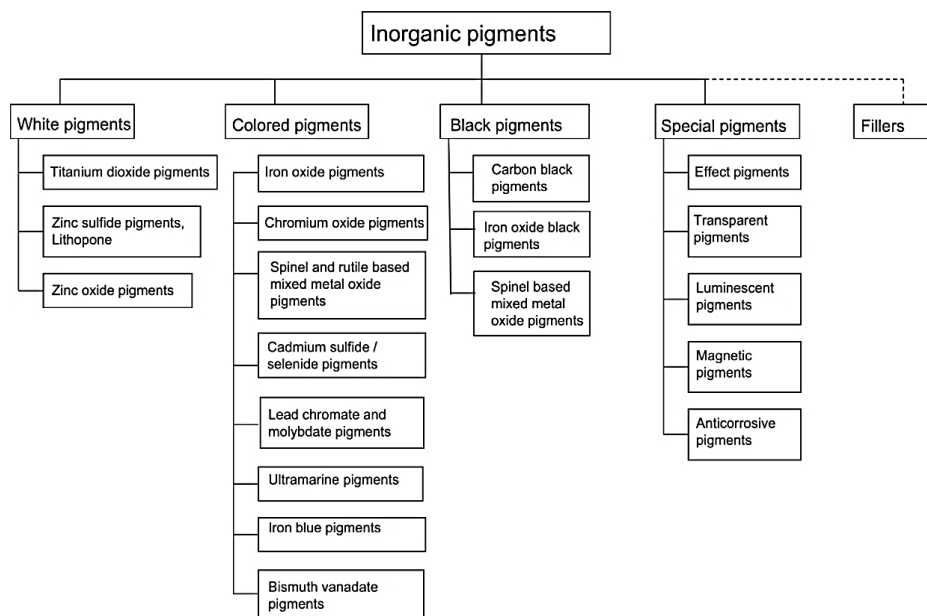 Inorganic pigments
White pigments
Colored pigments
Black pigments
Special pigments
Fillers
Titanium dioxide pigments
Zinc sulfide pigments,
Lithopone
Zinc oxide pigments
Iron oxide pigments
Chromium oxide pigments
Spinel and rutile based
mixed metal oxide
pigments
Cadmium sulfide /
selenide pigments
Lead chromate and
molybdate pigments
Ultramarine pigments
Iron blue pigments
Bismuth vanadate
pigments
Carbon black
pigments
Iron oxide black
pigments
Spinel based
mixed metal
oxide pigments
Effect pigments
Transparent
pigments
Luminescent
pigments
Magnetic
pigments
Anticorrosive
pigments